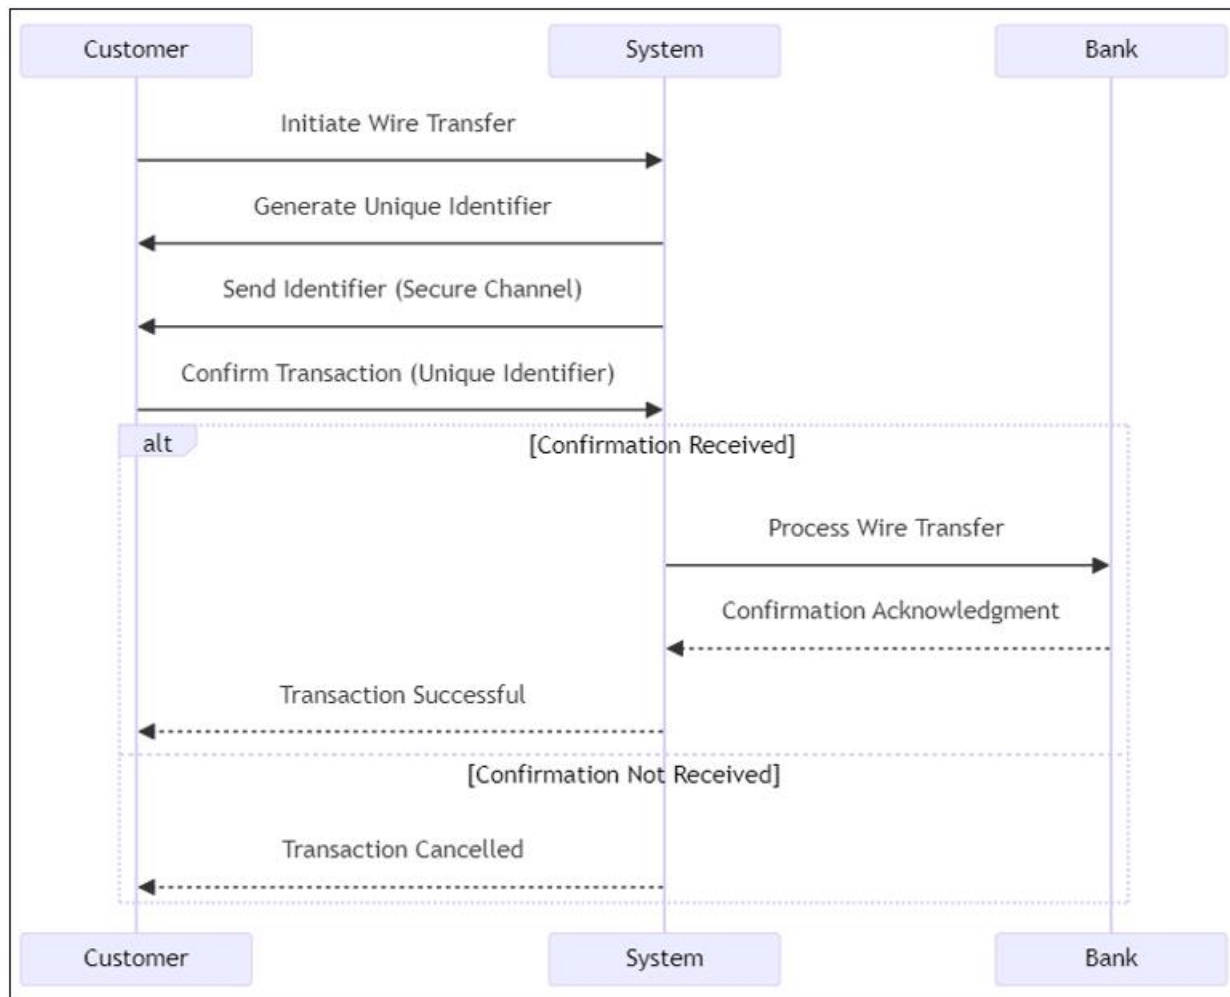 Customer System Bank
Initiate Wire Transfer
Generate Unique Identifier
Send Identifier (Secure Channel)
Confirm Transaction (Unique Identifier)
alt [Confirmation Received]
Process Wire Transfer
Confirmation Acknowledgment
Transaction Successful
[Confirmation Not Received]
Transaction Cancelled
Customer System Bank